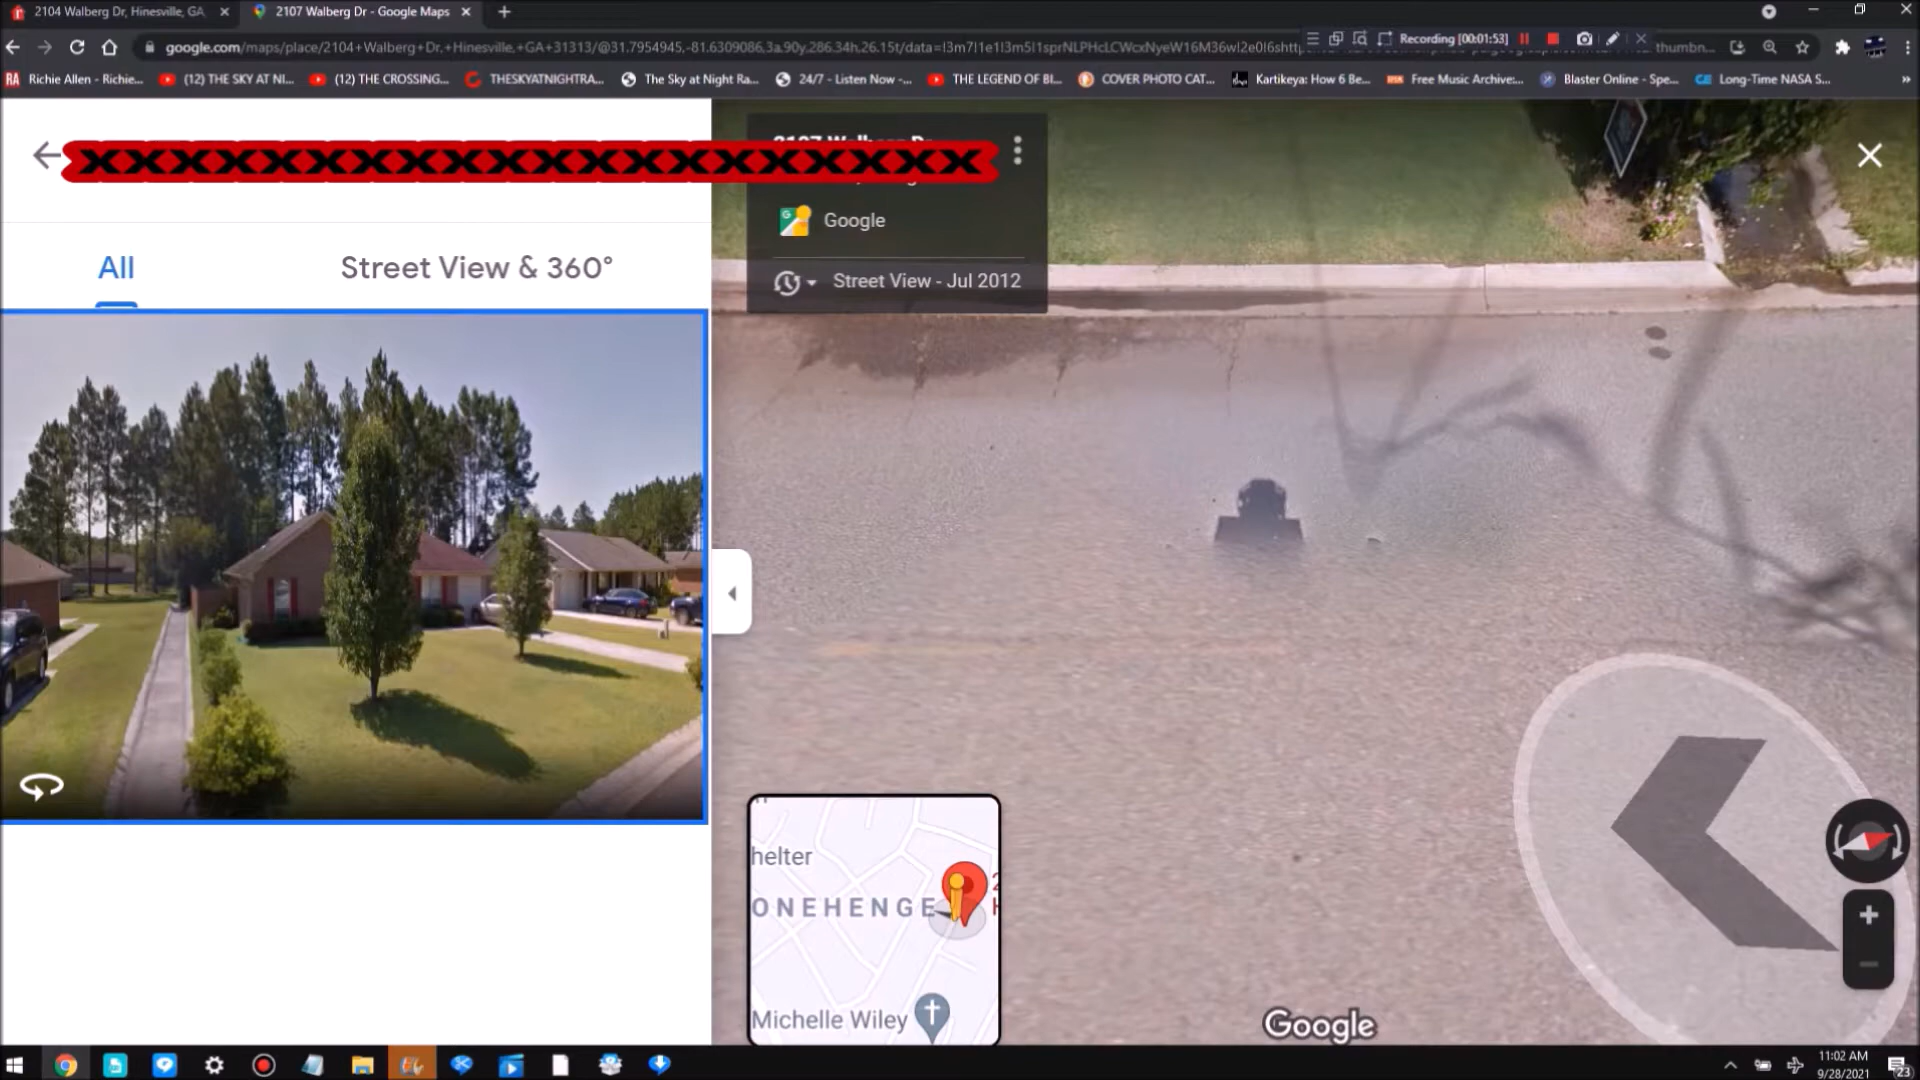 2104 Walberg Dr, Hinesville, GA
2107 Walberg Dr - Google Maps
google.com/maps/place/2104+Walberg+Dr,+Hinesville,+GA+31313/@31.7954945,-81.6309086,3a,90y,286.34h,26.15t/data=!3m7!1e1!3m5!1sprNLPHcLCWcxNyeW16M36w!2e0!6shttp
Recording [00:01:53]
thumbn...
RA Richie Allen - Richie...
(12) THE SKY AT NI...
(12) THE CROSSING...
THESKYATNIGHTRA...
The Sky at Night Ra...
24/7 - Listen Now -...
THE LEGEND OF BI...
COVER PHOTO CAT...
Kartikeya: How 6 Be...
Free Music Archive:...
Blaster Online - Spe...
Long-Time NASA S...
Google
Street View - Jul 2012
All
Street View & 360°
helter
ONEHENGE
Michelle Wiley
Google
11:02 AM
9/28/2021
23